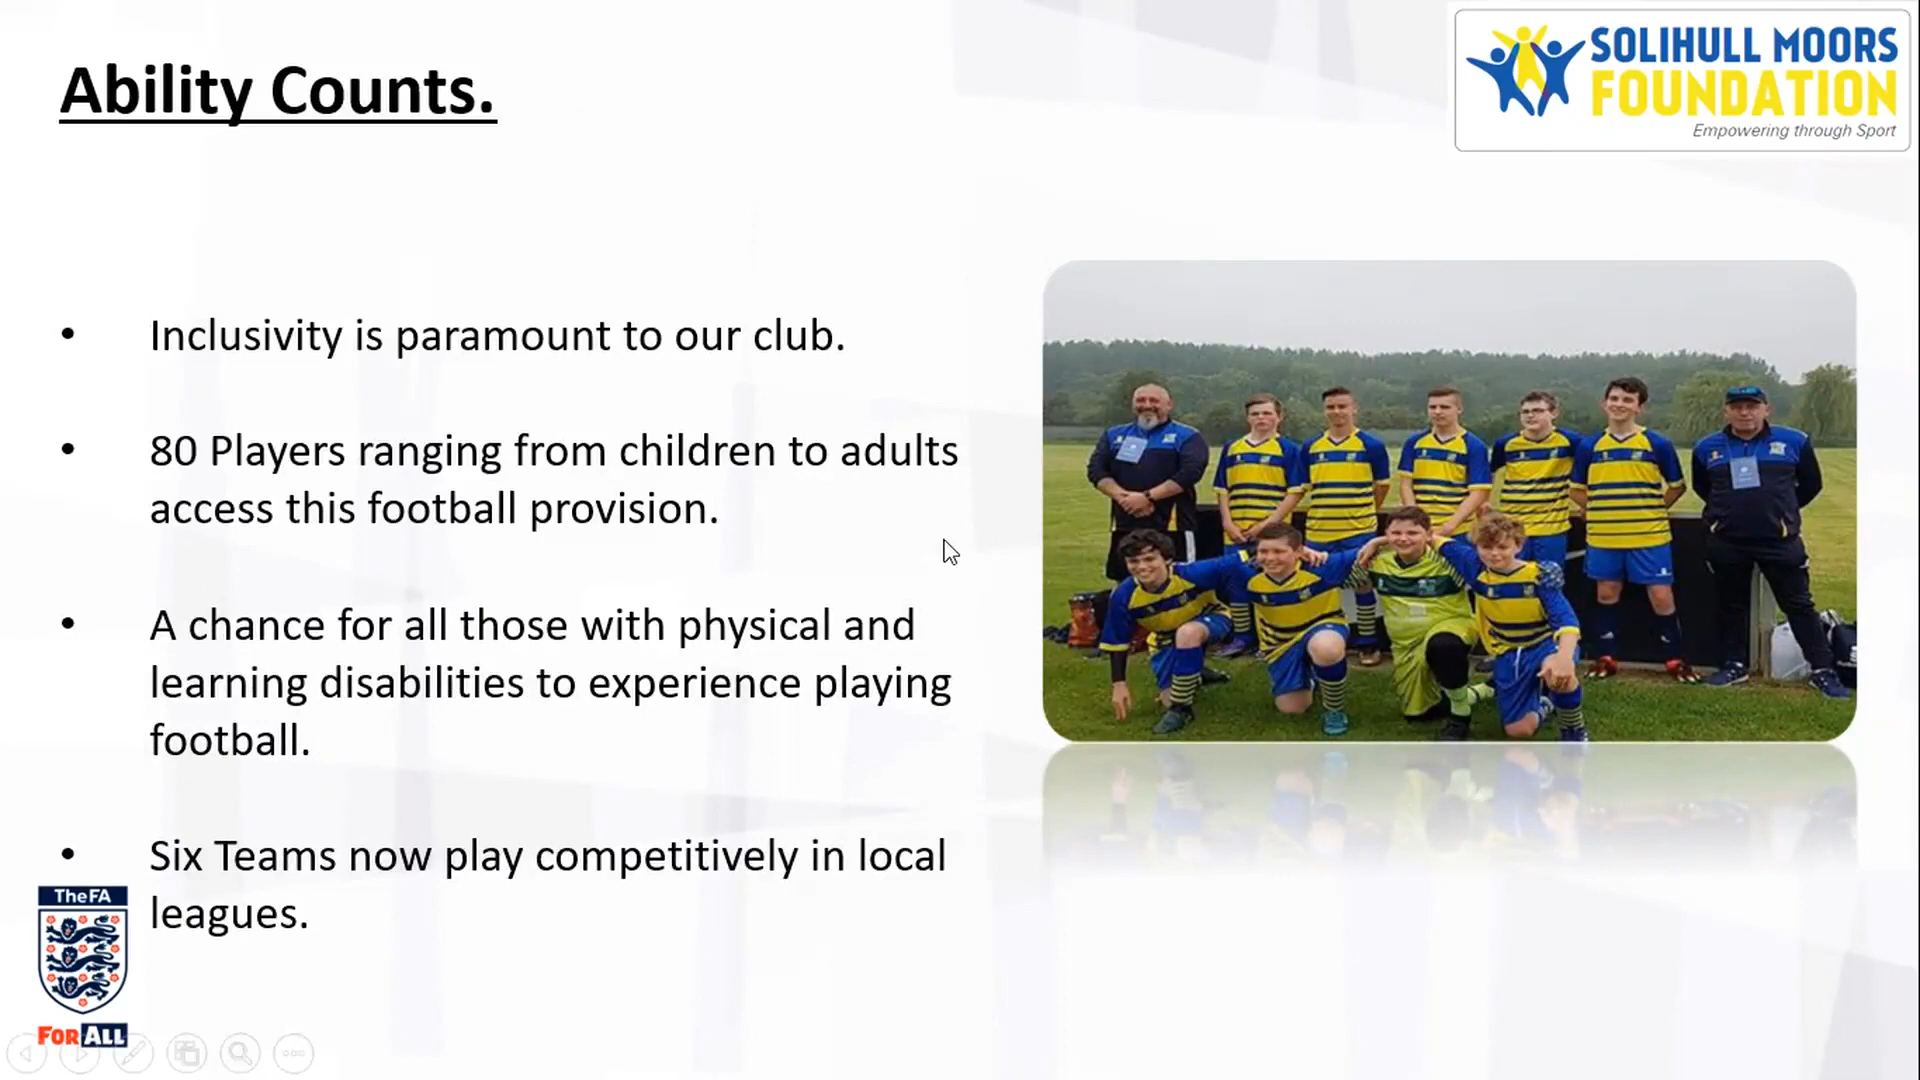 Ability Counts.
SOLIHULL MOORS
FOUNDATION
Empowering through Sport
• Inclusivity is paramount to our club.
• 80 Players ranging from children to adults
access this football provision.
• A chance for all those with physical and
learning disabilities to experience playing
football.
• Six Teams now play competitively in local
leagues.
The FA
FOR ALL